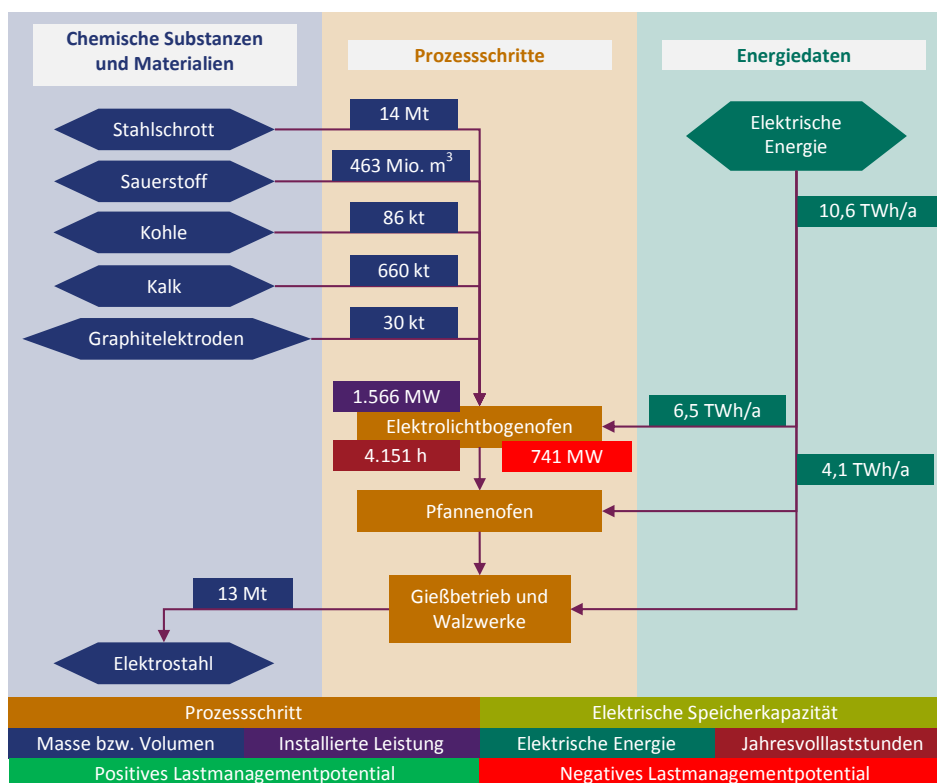 Chemische Substanzen
und Materialien
Prozessschritte
Energiedaten
Stahlschrott
14 Mt
Elektrische
Energie
Sauerstoff
463 Mio. m³
10,6 TWh/a
Kohle
86 kt
Kalk
660 kt
Graphitelektroden
30 kt
1.566 MW
Elektrolichtbogenofen
6,5 TWh/a
4.151 h
741 MW
4,1 TWh/a
Pfannenofen
13 Mt
Gießbetrieb und
Walzwerke
Elektrostahl
Prozessschritt
Elektrische Speicherkapazität
Masse bzw. Volumen
Installierte Leistung
Elektrische Energie
Jahresvolllaststunden
Positives Lastmanagementpotential
Negatives Lastmanagementpotential